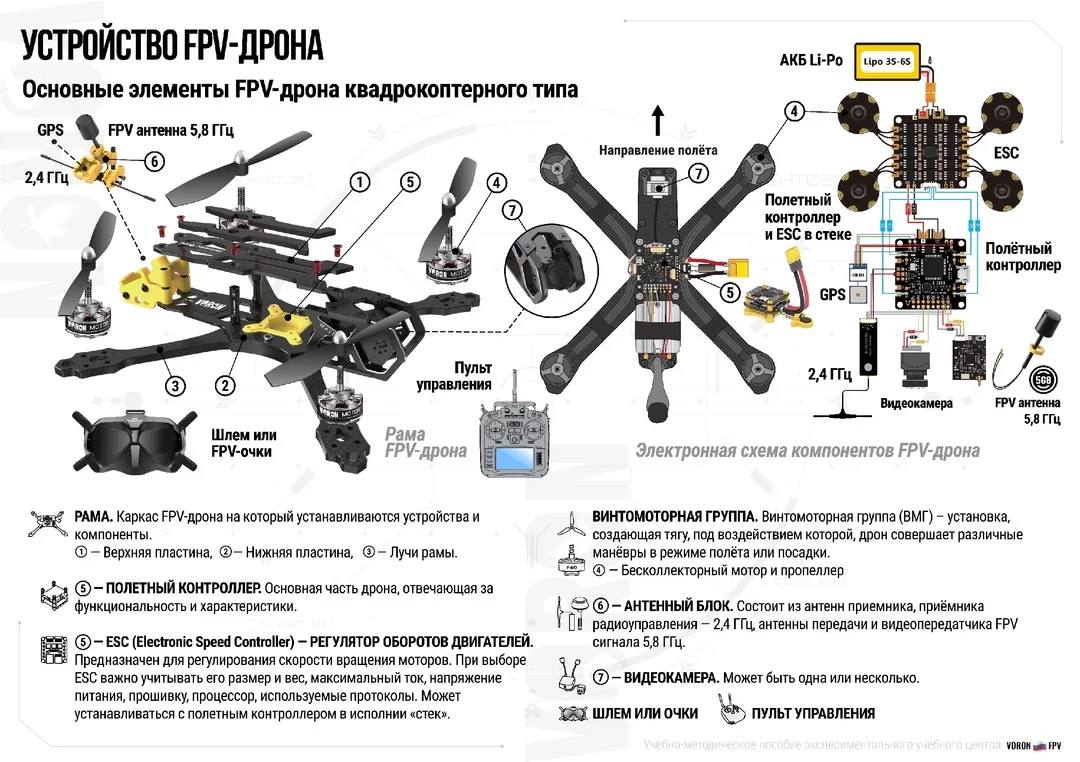 УСТРОЙСТВО FPV-ДРОНА
Основные элементы FPV-дрона квадрокоптерного типа
GPS
FPV антенна 5,8 ГГц
2,4 ГГц
6
1
5
4
7
VORON
VORON MOTOR
VORON MOTOR
VORON MOTOR
3
2
Шлем или
FPV-очки
Рама
FPV-дрона
Пульт
управления
Направление полёта
7
4
5
АКБ Li-Po
Lipo 3S-6S
ESC
Полетный
контроллер
и ESC в стеке
Полётный
контроллер
GPS
2,4 ГГц
Видеокамера
5G8
FPV антенна
5,8 ГГц
Электронная схема компонентов FPV-дрона
РАМА. Каркас FPV-дрона на который устанавливаются устройства и
компоненты.
① — Верхняя пластина, ②— Нижняя пластина, ③— Лучи рамы.
⑤ — ПОЛЕТНЫЙ КОНТРОЛЛЕР. Основная часть дрона, отвечающая за
функциональность и характеристики.
⑤ — ESC (Electronic Speed Controller) — РЕГУЛЯТОР ОБОРОТОВ ДВИГАТЕЛЕЙ.
Предназначен для регулирования скорости вращения моторов. При выборе
ESC важно учитывать его размер и вес, максимальный ток, напряжение
питания, прошивку, процессор, используемые протоколы. Может
устанавливаться с полетным контроллером в исполнии «стек».
ВИНТОМОТОРНАЯ ГРУППА. Винтомоторная группа (ВМГ) – установка,
создающая тягу, под воздействием которой, дрон совершает различные
манёвры в режиме полёта или посадки.
④ — Бесколлекторный мотор и пропеллер
F40
⑥ — АНТЕННЫЙ БЛОК. Состоит из антенн приемника, приёмника
радиоуправления — 2,4 ГГц, антенны передачи и видеопередатчика FPV
сигнала 5,8 ГГц.
⑦ — ВИДЕОКАМЕРА. Может быть одна или несколько.
ШЛЕМ ИЛИ ОЧКИ
ПУЛЬТ УПРАВЛЕНИЯ
Учебно-методическое пособие экспериментального учебного центра VORON FPV